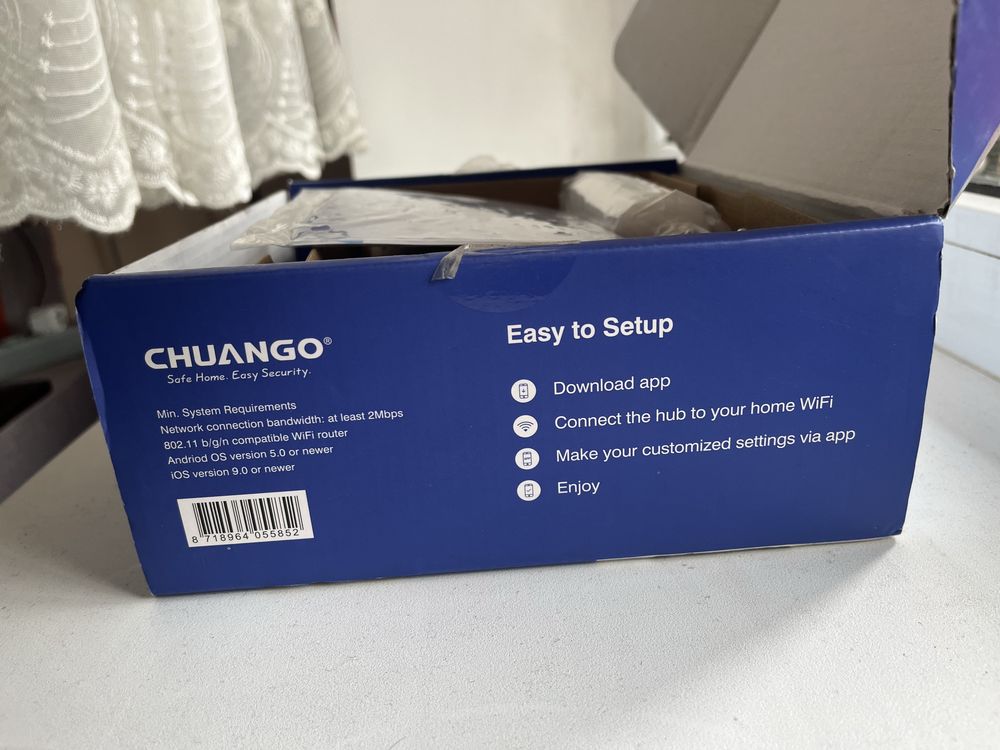 CHUANGO®
Safe Home. Easy Security.
Min. System Requirements
Network connection bandwidth: at least 2Mbps
802.11 b/g/n compatible WiFi router
Andriod OS version 5.0 or newer
iOS version 9.0 or newer
8 718964 055852
Easy to Setup
Download app
Connect the hub to your home WiFi
Make your customized settings via app
Enjoy